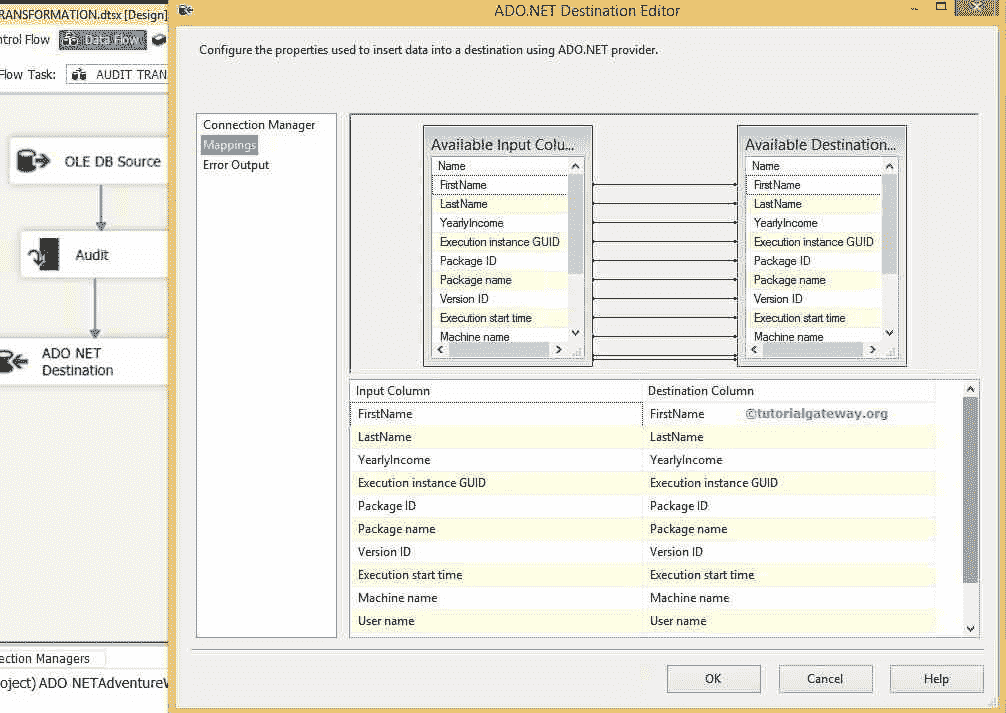 ADO.NET Destination Editor
RANSFORMATION.dtsx [Design]
ntrol Flow Data Flow
Flow Task: AUDIT TRAN
Configure the properties used to insert data into a destination using ADO.NET provider.
OLE DB Source
Audit
ADO NET
Destination
Connection Manager
Mappings
Error Output
Available Input Colu...
Name
FirstName
LastName
YearlyIncome
Execution instance GUID
Package ID
Package name
Version ID
Execution start time
Machine name
Available Destination...
Name
FirstName
LastName
YearlyIncome
Execution instance GUID
Package ID
Package name
Version ID
Execution start time
Machine name
Input Column Destination Column
FirstName FirstName ©tutorialgateway.org
LastName LastName
YearlyIncome YearlyIncome
Execution instance GUID Execution instance GUID
Package ID Package ID
Package name Package name
Version ID Version ID
Execution start time Execution start time
Machine name Machine name
User name User name
ection Managers
oject) ADO NETAdventureW
OK Cancel Help